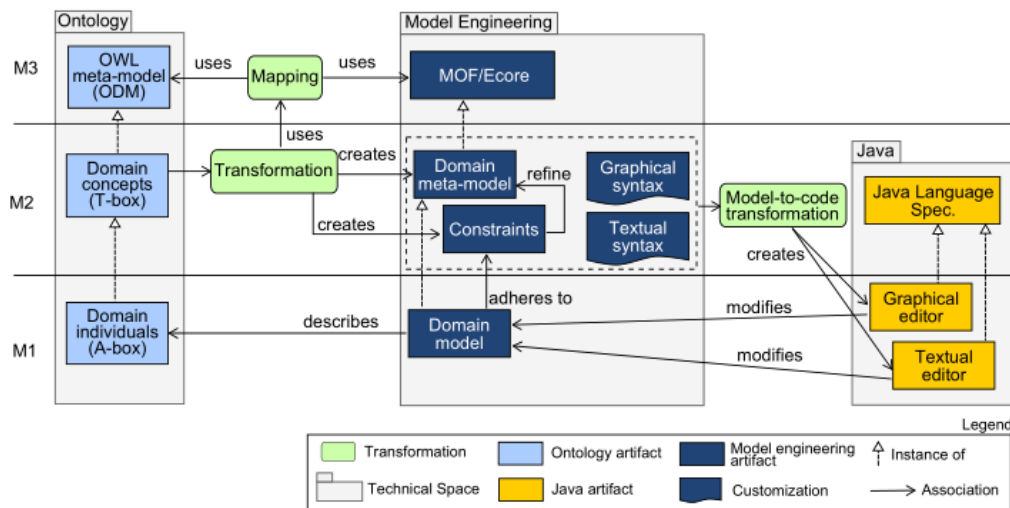 Ontology
Model Engineering
M3
OWL
meta-model
(ODM)
uses
Mapping
uses
MOF/Ecore
uses
M2
Domain
concepts
(T-box)
Transformation
creates
creates
Domain
meta-model
refine
Constraints
Graphical
syntax
Textual
syntax
Model-to-code
transformation
creates
Java
Java Language
Spec.
M1
Domain
individuals
(A-box)
describes
adheres to
Domain
model
modifies
modifies
Graphical
editor
Textual
editor
Legend
Transformation
Ontology artifact
Model engineering
artifact
Instance of
Technical Space
Java artifact
Customization
Association